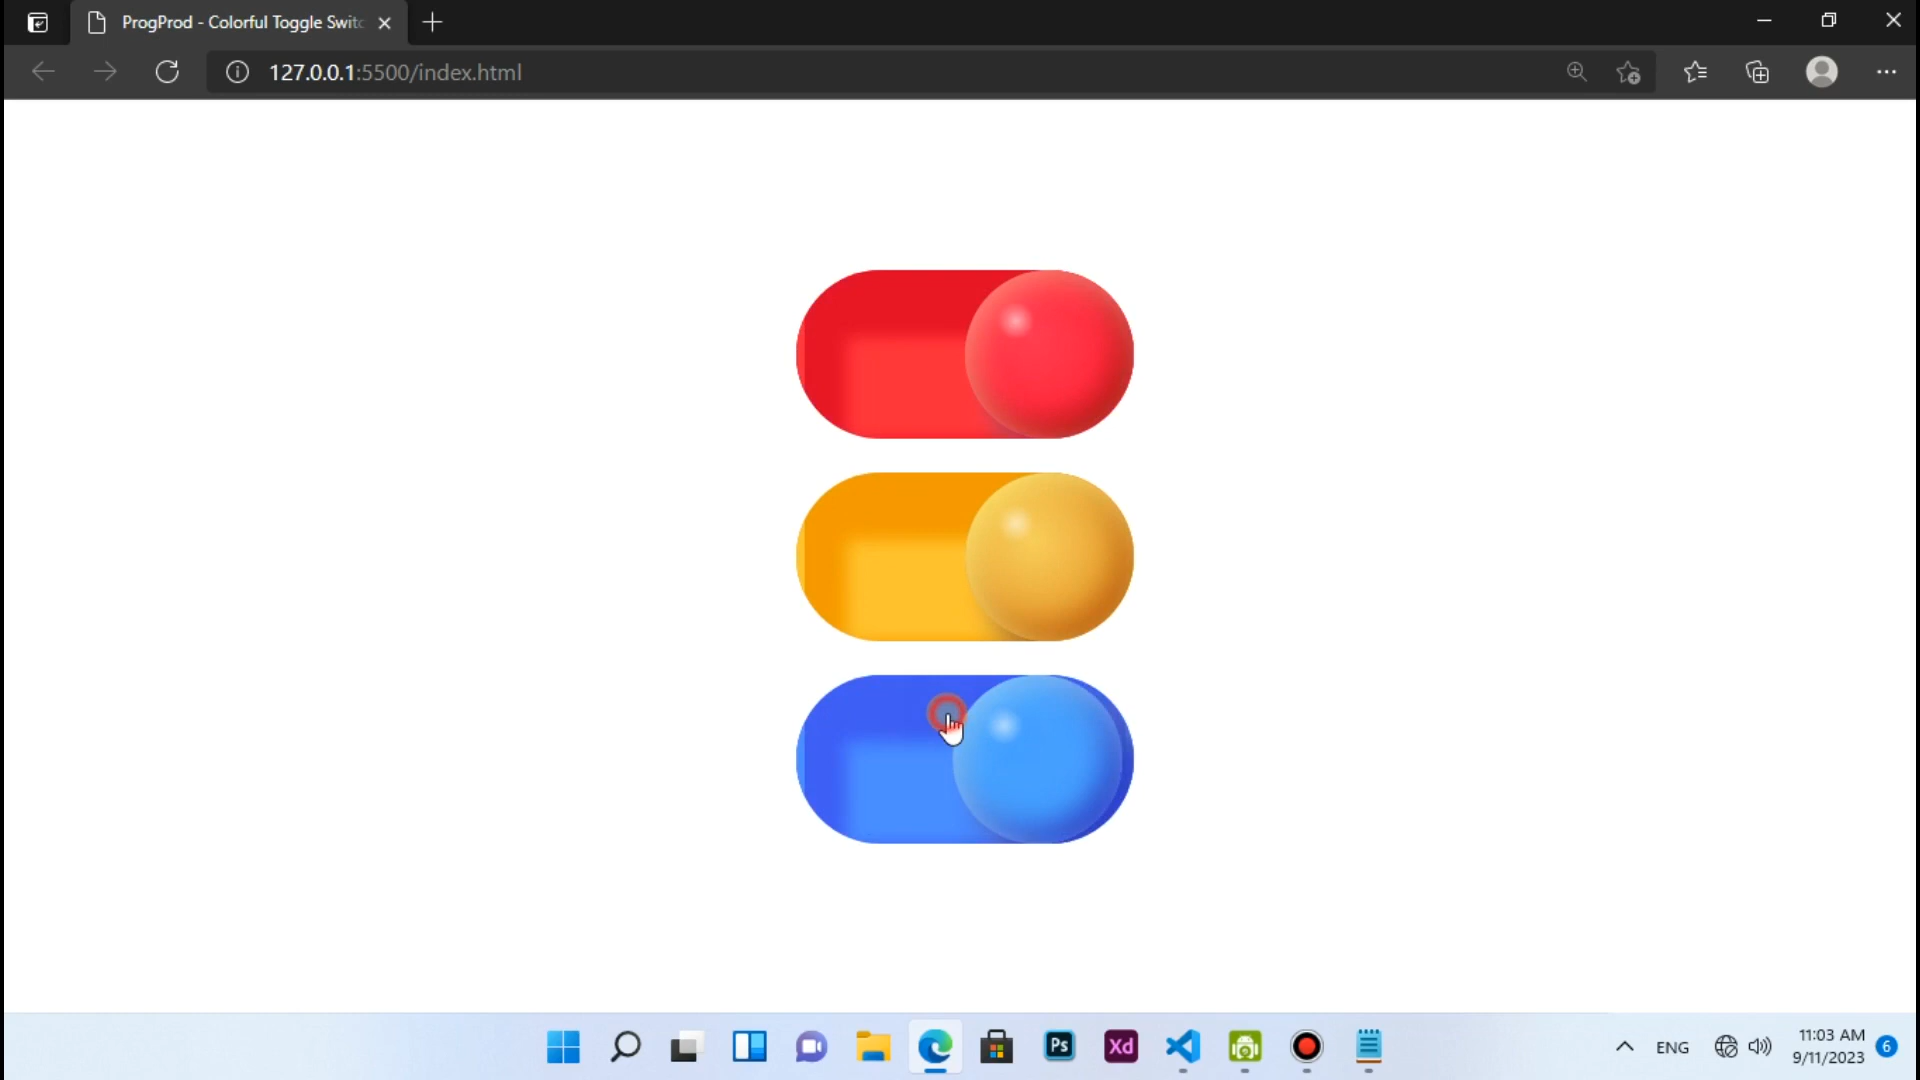 ProgProd - Colorful Toggle Switc
127.0.0.1:5500/index.html
Ps
Xd
ENG
11:03 AM
9/11/2023
6